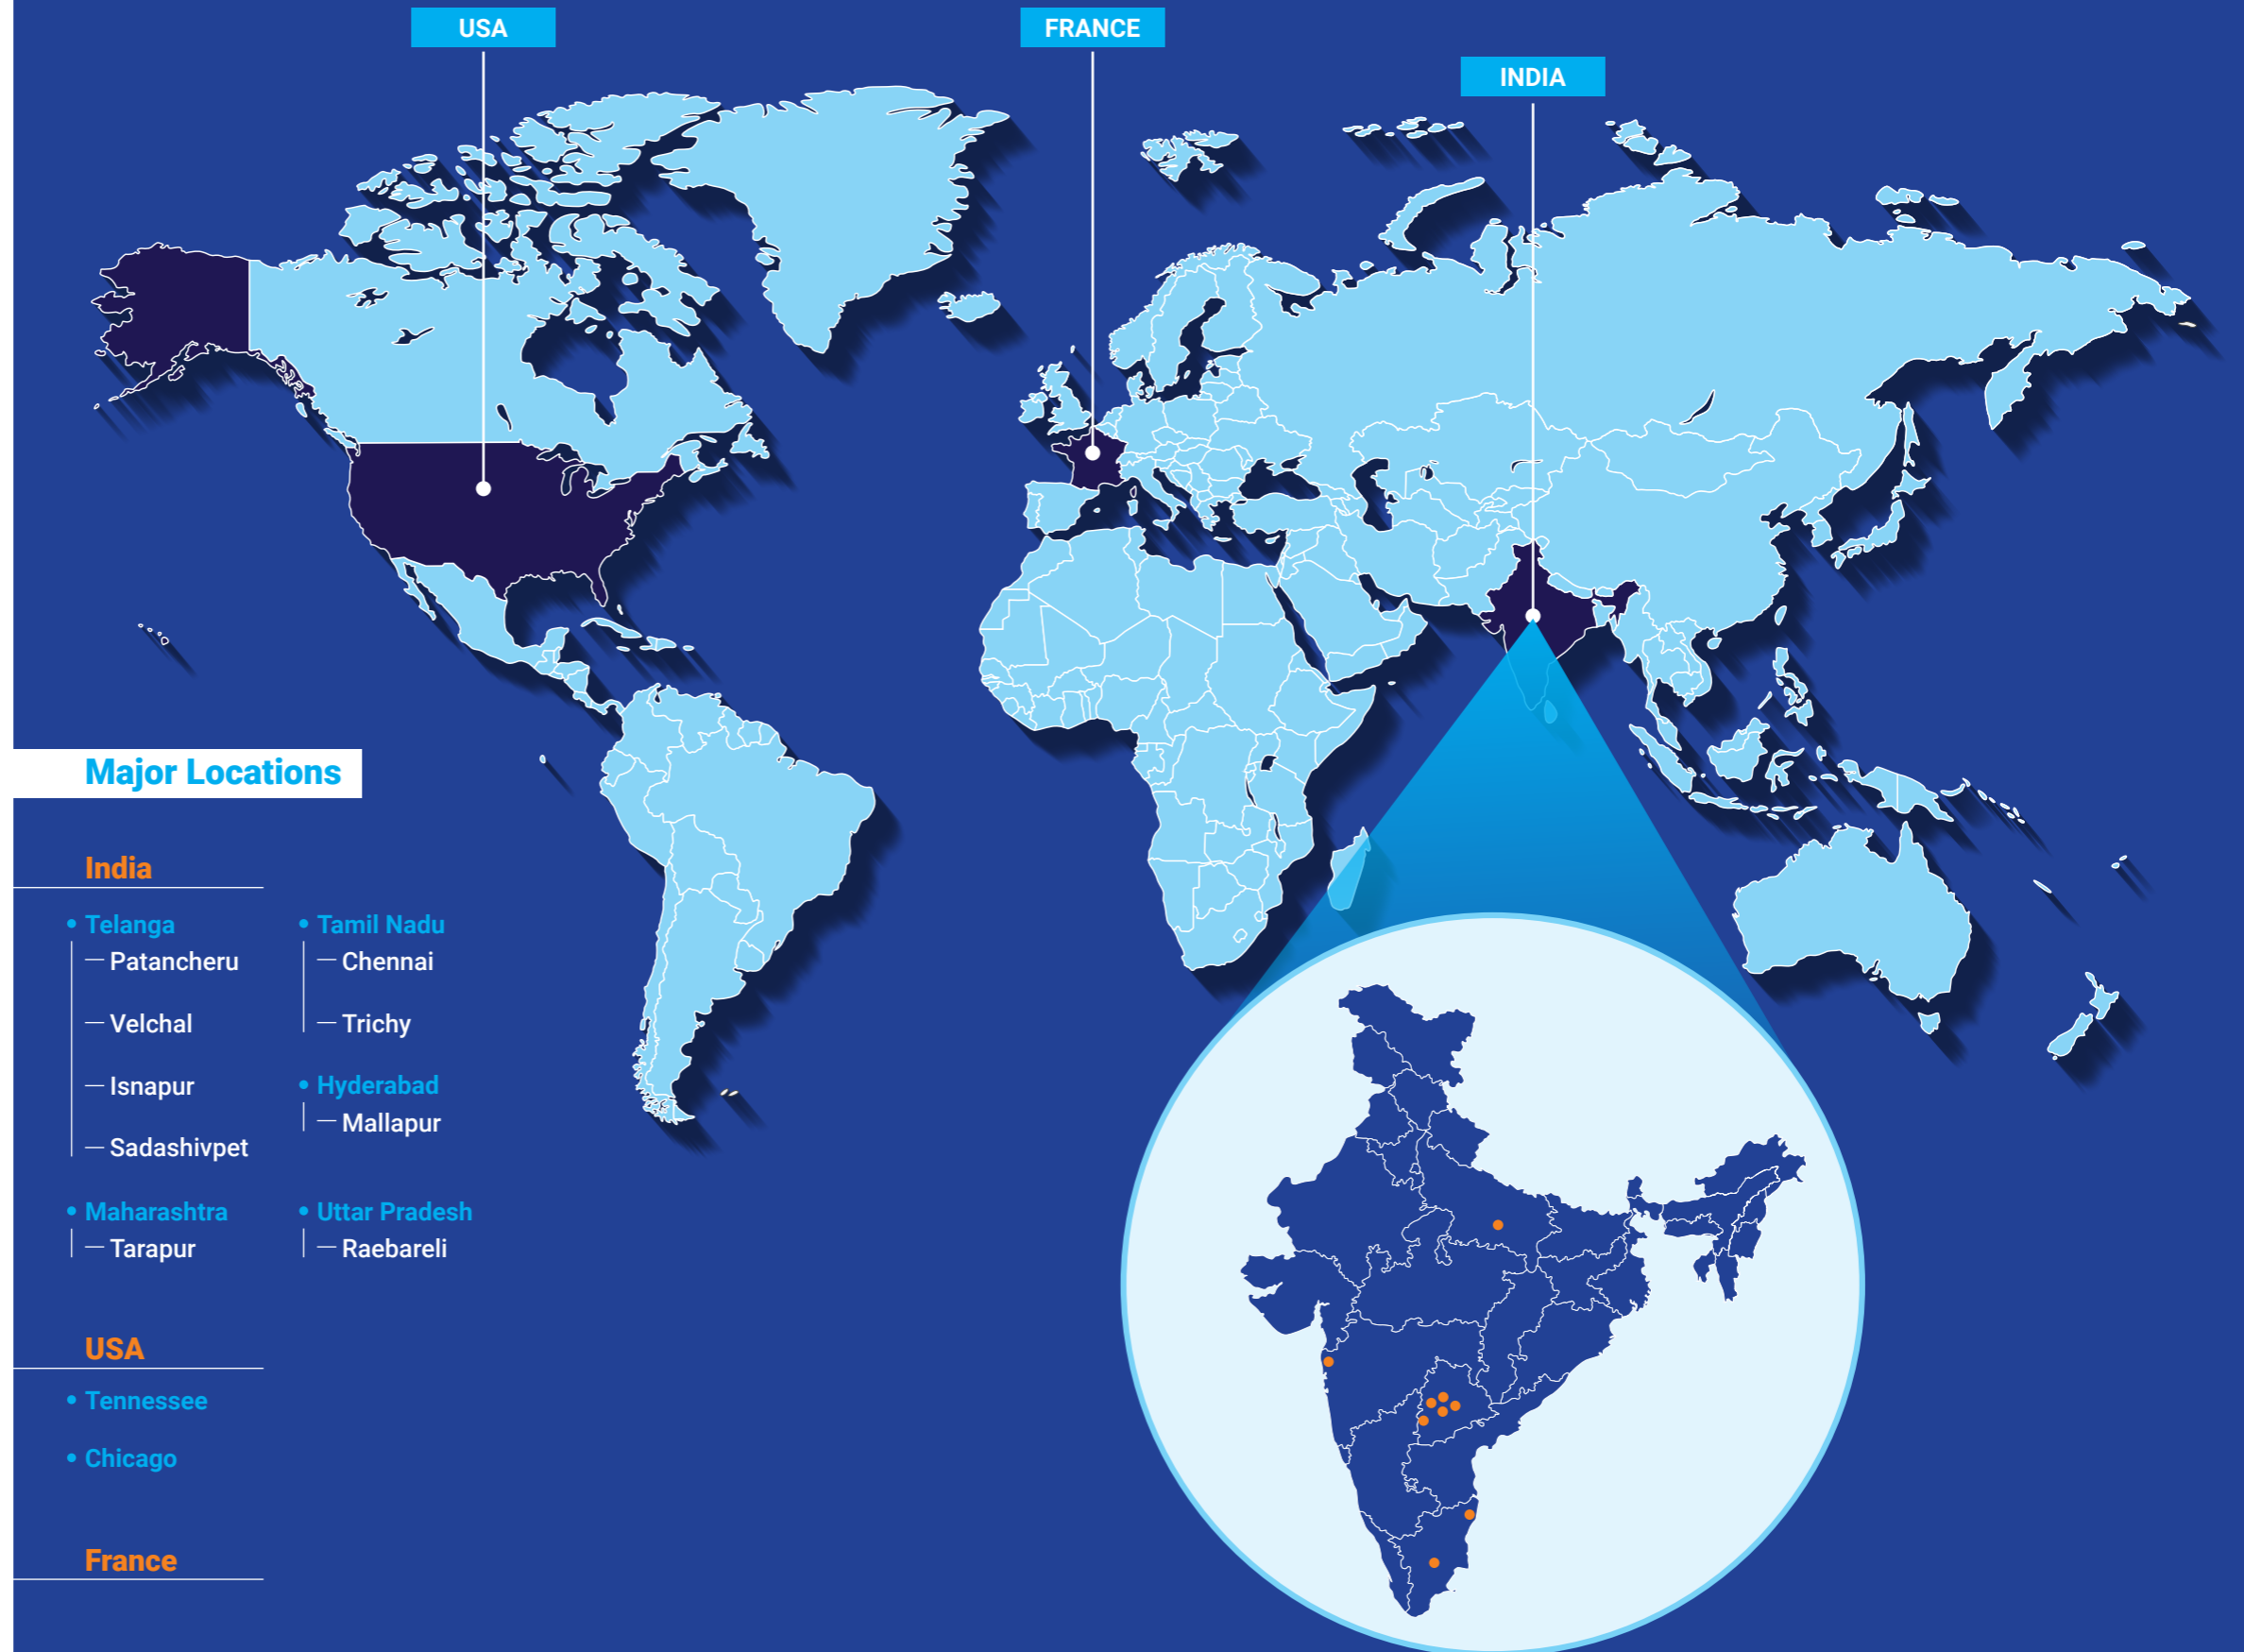 USA
FRANCE
INDIA
Major Locations
India
Telanga
Patancheru
Velchal
Isnapur
Sadashivpet
Maharashtra
Tarapur
Tamil Nadu
Chennai
Trichy
Hyderabad
Mallapur
Uttar Pradesh
Raebareli
USA
Tennessee
Chicago
France